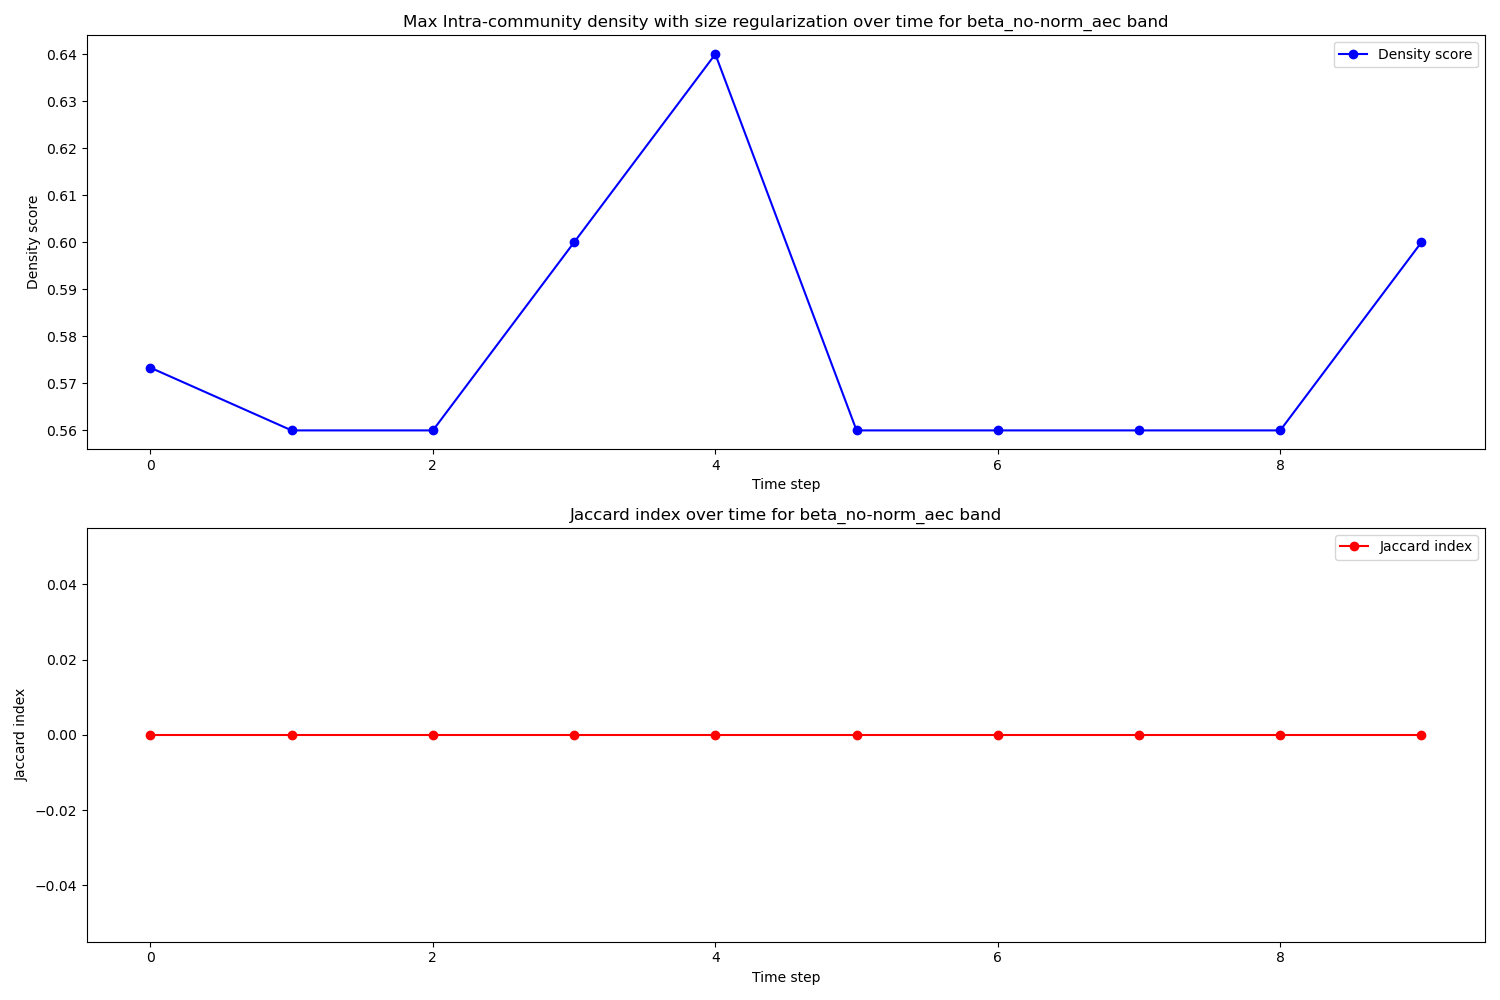 Max Intra-community density with size regularization over time for beta_no-norm_aec band
Density score
0.64
0.63
0.62
0.61
0.60
0.59
0.58
0.57
0.56
Density score
0 2 4 6 8
Time step
Jaccard index over time for beta_no-norm_aec band
Jaccard index
0.04
0.02
0.00
−0.02
−0.04
Jaccard index
0 2 4 6 8
Time step